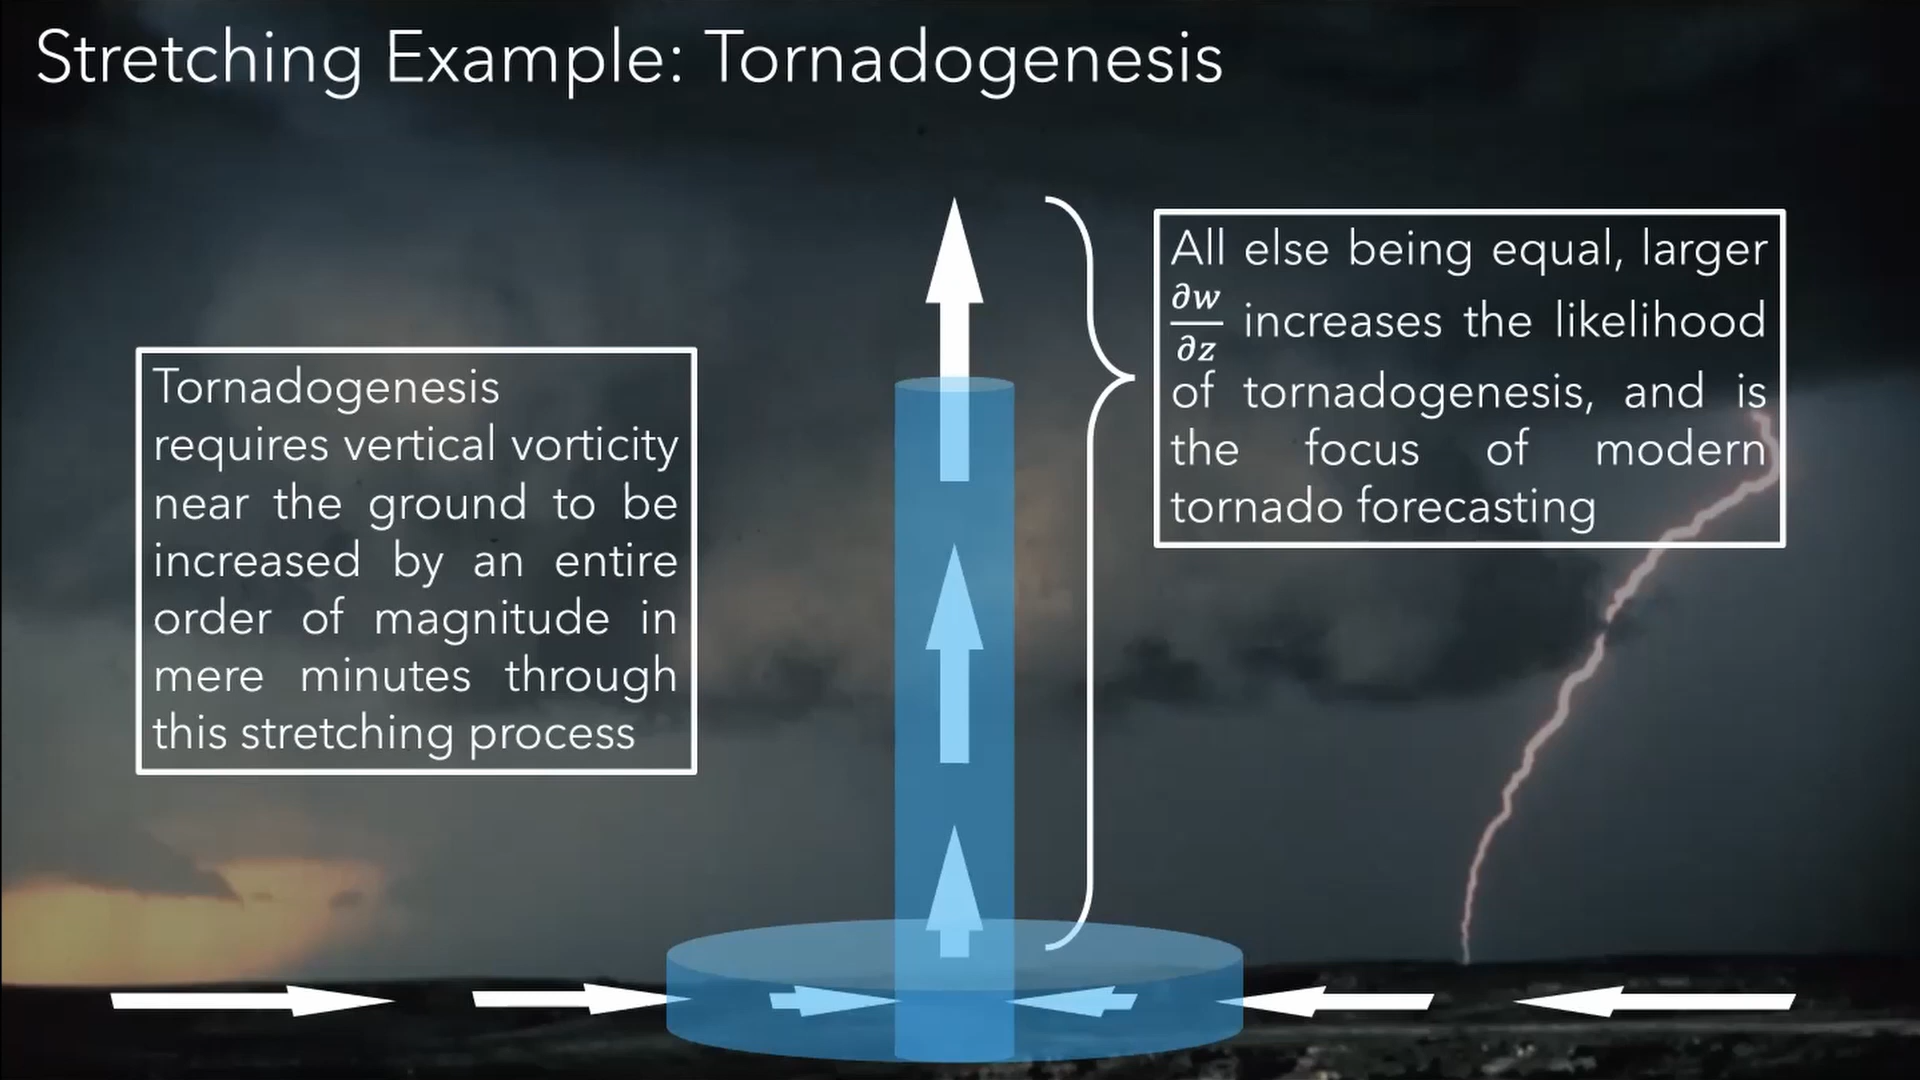 Stretching Example: Tornadogenesis
Tornadogenesis
requires vertical vorticity
near the ground to be
increased by an entire
order of magnitude in
mere minutes through
this stretching process
All else being equal, larger
∂w/∂z increases the likelihood
of tornadogenesis, and is
the focus of modern
tornado forecasting